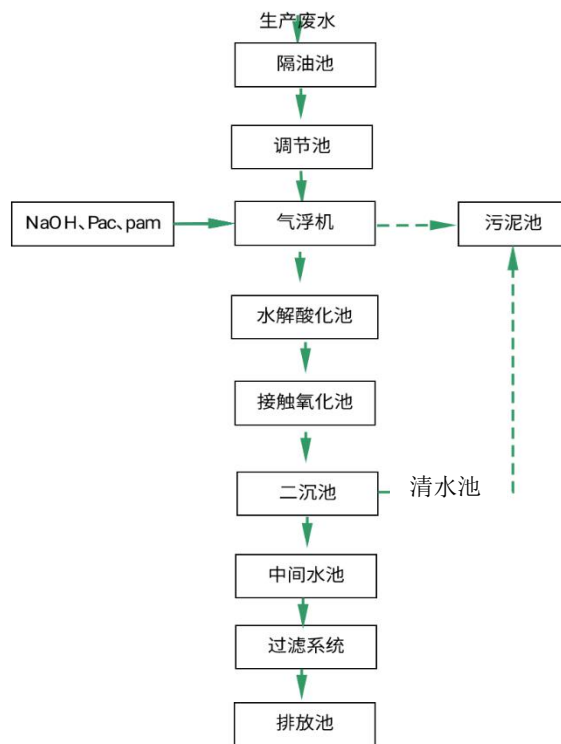 生产废水
隔油池
调节池
NaOH、Pac、pam
气浮机
污泥池
水解酸化池
接触氧化池
二沉池
清水池
中间水池
过滤系统
排放池